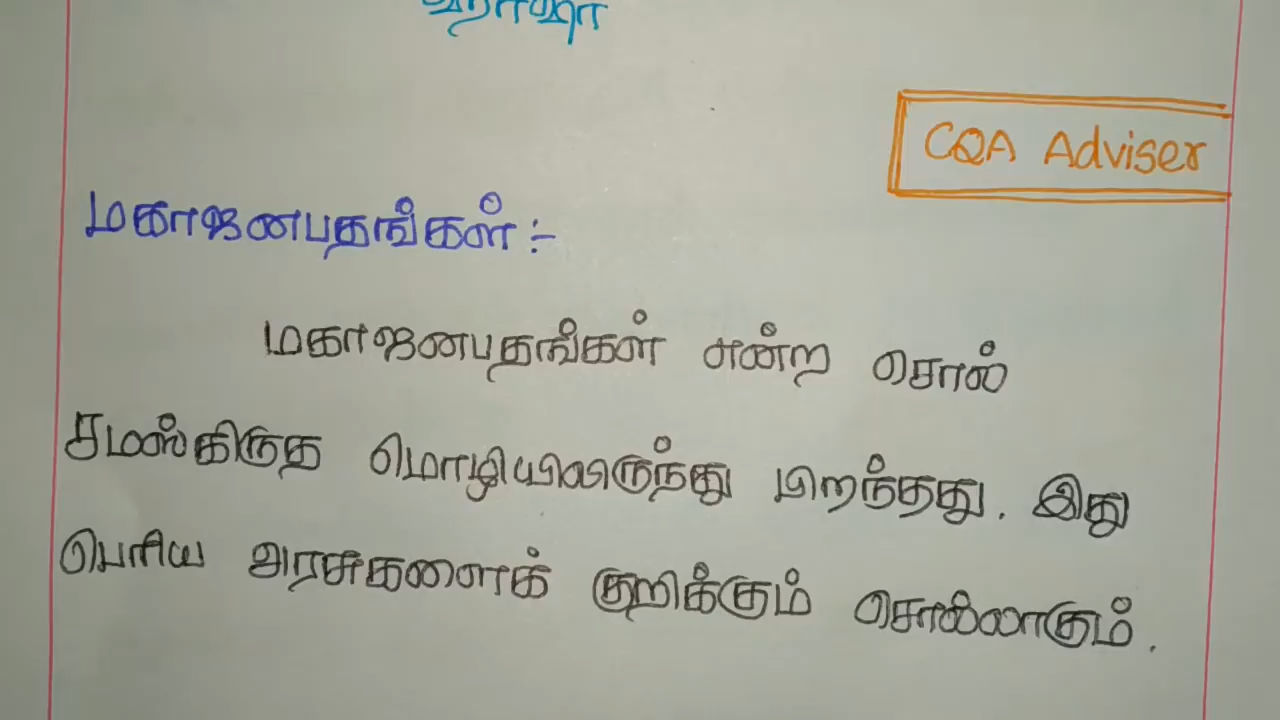 CQA Adviser
மகாஜனபதங்கள் :-
மகாஜனபதங்கள் என்ற சொல்
சமஸ்கிருத மொழியிலிருந்து பிறந்தது. இது
பெரிய அரசுகளைக் குறிக்கும் சொல்லாகும்.